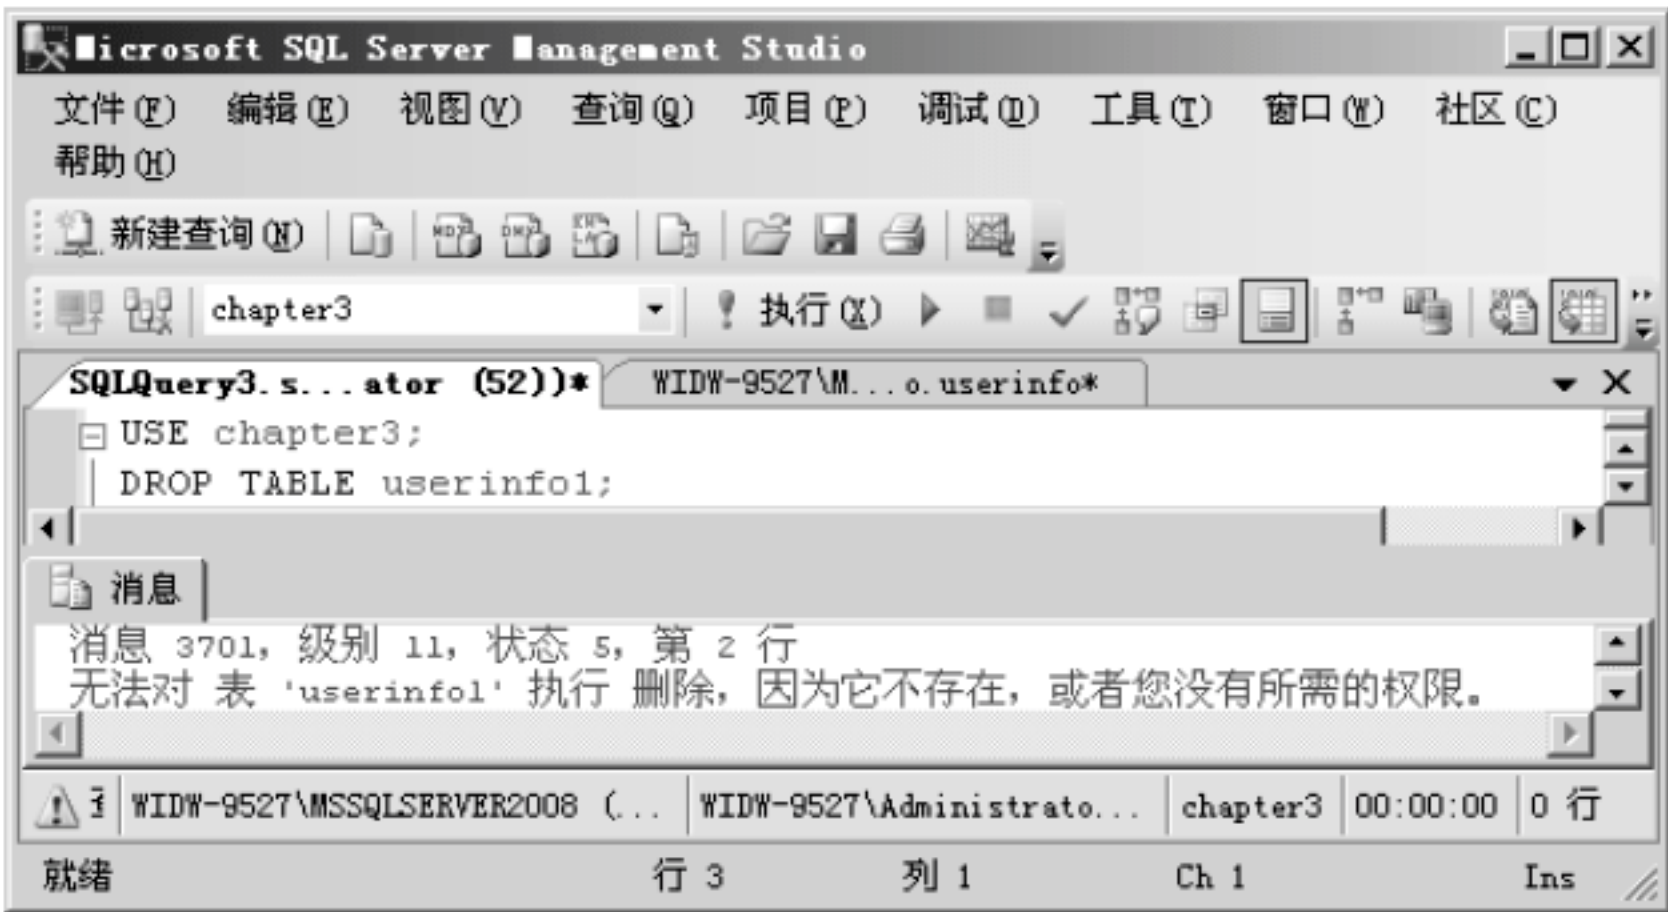 Microsoft SQL Server Management Studio
文件(F) 编辑(E) 视图(V) 查询(Q) 项目(P) 调试(D) 工具(T) 窗口(W) 社区(C)
帮助(H)
新建查询(N)
chapter3 执行(X)
SQLQuery3.s...ator (52))* WIDW-9527\M...o.userinfo*
USE chapter3;
DROP TABLE userinfo1;
消息
消息 3701，级别 11，状态 5，第 2 行
无法对 表 'userinfo1' 执行 删除，因为它不存在，或者您没有所需的权限。
WIDW-9527\MSSQLSERVER2008 (... WIDW-9527\Administrato... chapter3 00:00:00 0 行
就绪 行 3 列 1 Ch 1 Ins